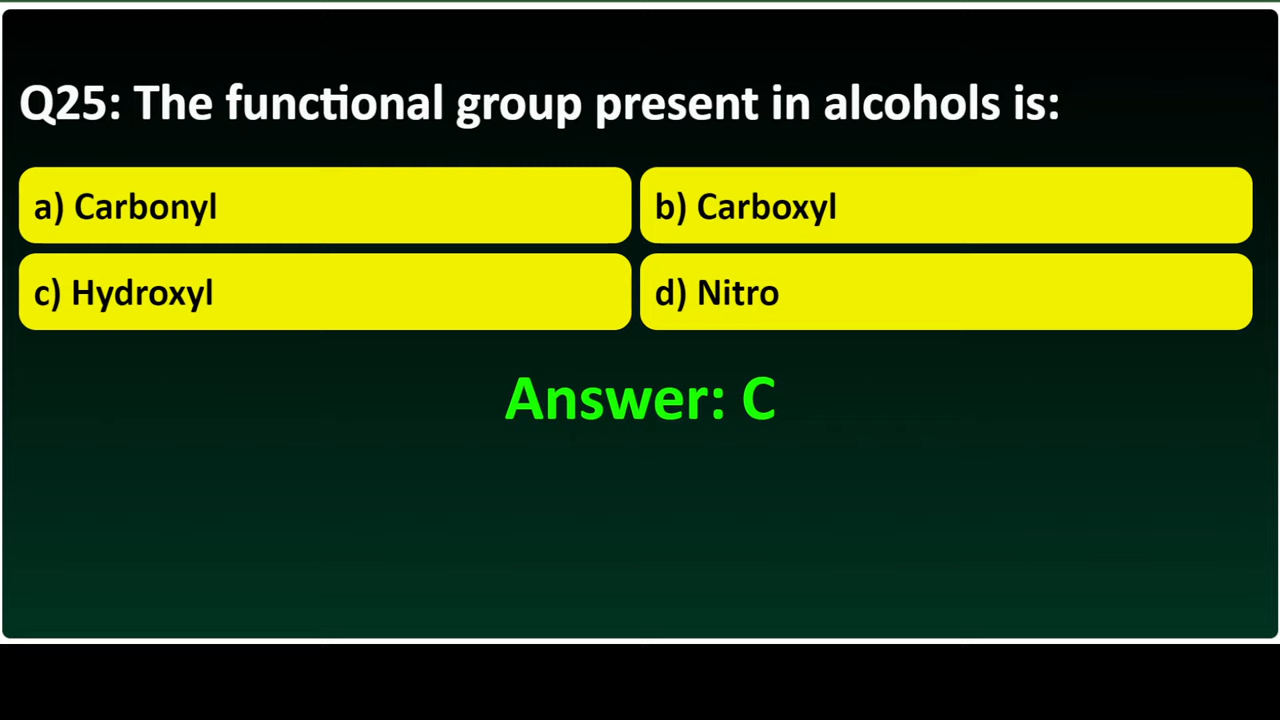 Q25: The functional group present in alcohols is:
a) Carbonyl
b) Carboxyl
c) Hydroxyl
d) Nitro
Answer: C